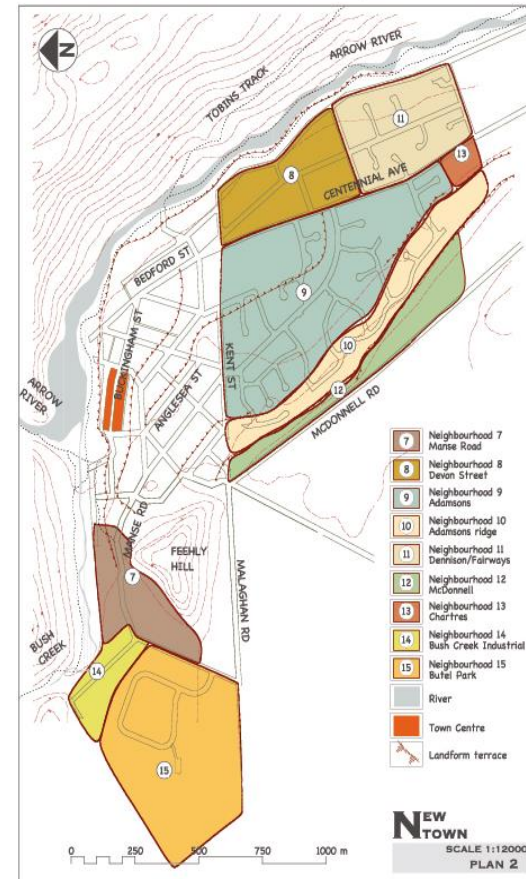 N
ARROW RIVER
TOBINS TRACK
11
13
8
CENTENNIAL AVE
BEDFORD ST
9
BUCKINGHAM ST
KENT ST
ANGLESEA ST
10
ARROW
RIVER
12
MCDONNELL RD
MANSE RD
FEEHLY
HILL
7
MALAGHAN RD
BUSH
CREEK
14
15
7 Neighbourhood 7
Manse Road
8 Neighbourhood 8
Devon Street
9 Neighbourhood 9
Adamsons
10 Neighbourhood 10
Adamsons ridge
11 Neighbourhood 11
Dennison/Fairways
12 Neighbourhood 12
McDonnell
13 Neighbourhood 13
Chartres
14 Neighbourhood 14
Bush Creek Industrial
15 Neighbourhood 15
Butel Park
River
Town Centre
Landform terrace
0 250 500 750 1000 m
NEW
TOWN
SCALE 1:12000
PLAN 2